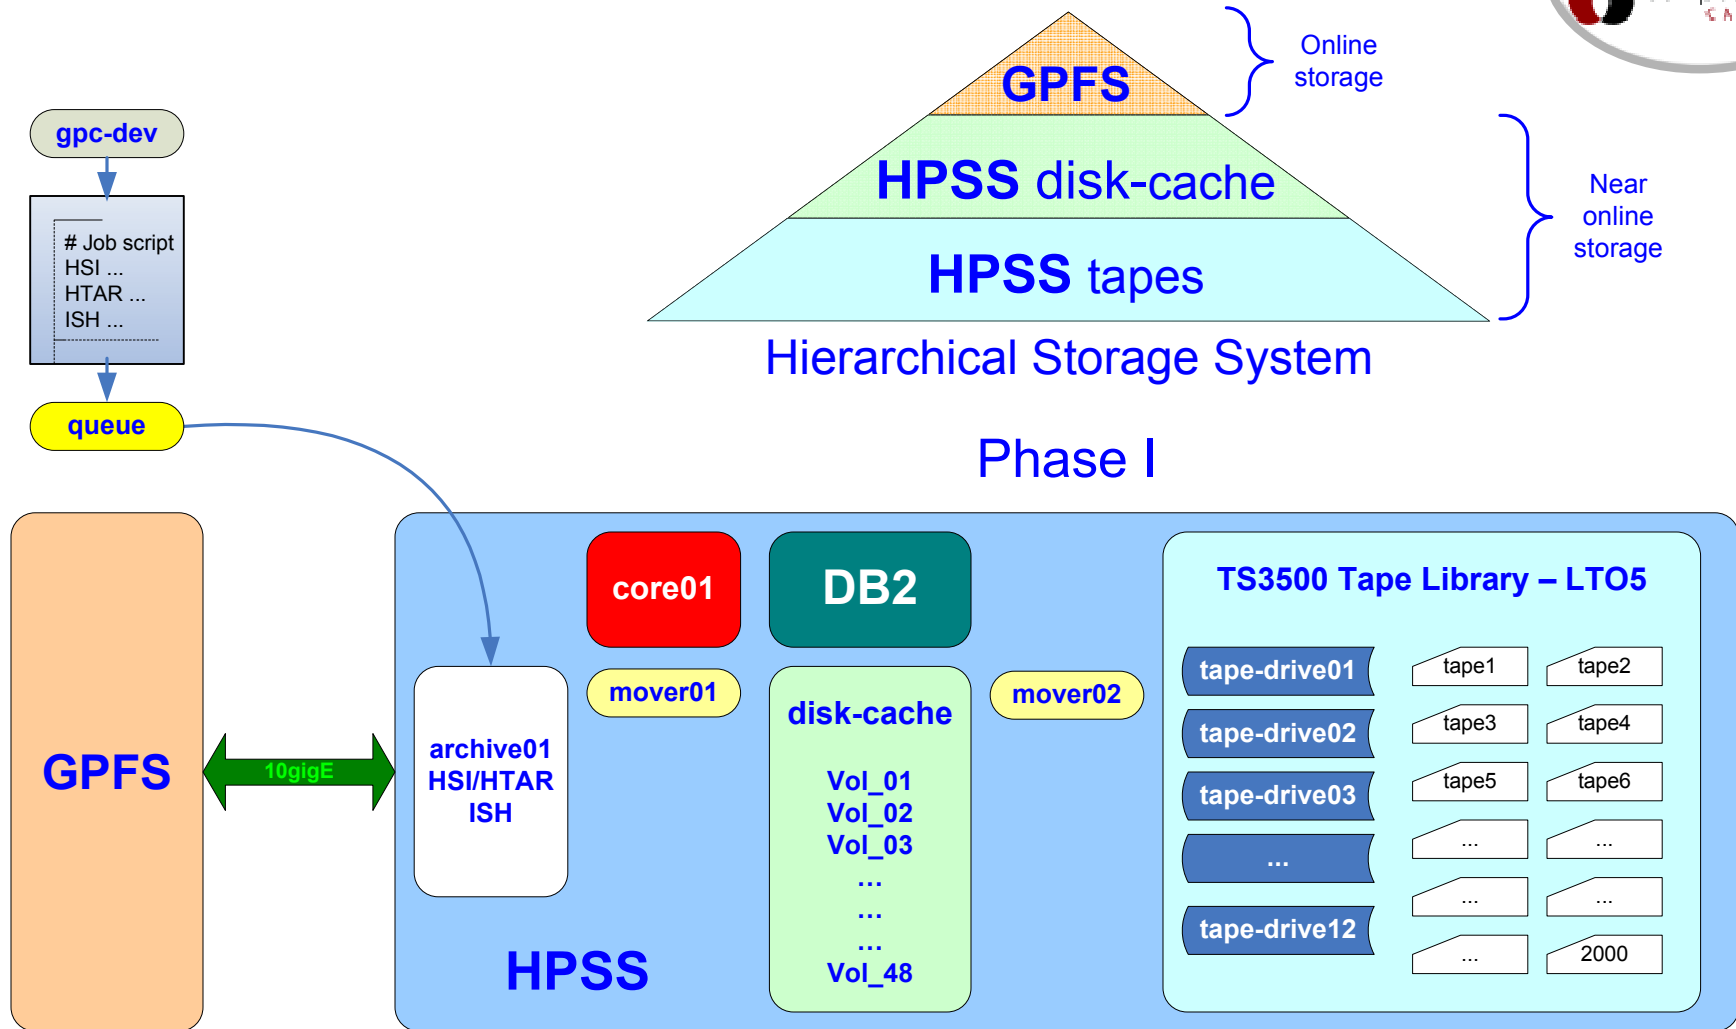 GPFS
Online
storage
HPSS disk-cache
Near
online
storage
HPSS tapes
Hierarchical Storage System
Phase I
gpc-dev
# Job script
HSI ...
HTAR ...
ISH ...
queue
GPFS
10gigE
archive01
HSI/HTAR
ISH
HPSS
core01
mover01
DB2
disk-cache
Vol_01
Vol_02
Vol_03
...
...
...
Vol_48
mover02
TS3500 Tape Library – LTO5
tape-drive01
tape-drive02
tape-drive03
...
tape-drive12
tape1
tape2
tape3
tape4
tape5
tape6
...
...
...
...
...
2000